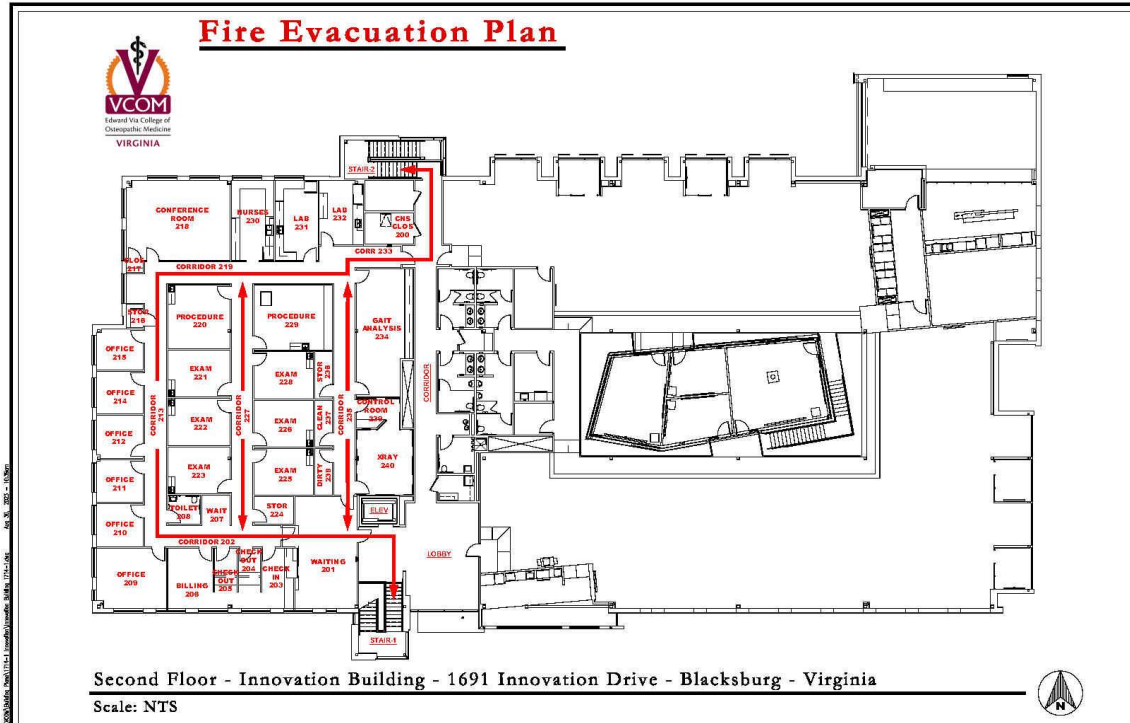 Fire Evacuation Plan
VCOM
Edward Via College of
Osteopathic Medicine
VIRGINIA
STAIR-2
CONFERENCE
ROOM
218
NURSES
230
LAB
231
LAB
232
CNS
CLOS
200
CORR 233
CLOS
217
CORRIDOR 219
STOR
216
PROCEDURE
220
PROCEDURE
229
GAIT
ANALYSIS
234
OFFICE
215
EXAM
221
EXAM
228
STOR
238
OFFICE
214
CORRIDOR
213
CORRIDOR
227
CORRIDOR
235
CORRIDOR
CONTROL
ROOM
239
OFFICE
212
EXAM
222
EXAM
226
CLEAN
237
OFFICE
211
EXAM
223
EXAM
225
DIRTY
XRAY
240
OFFICE
210
TOILET
208
WAIT
207
STOR
224
ELEV
CORRIDOR 202
LOBBY
OFFICE
209
BILLING
206
CHECK
OUT
205
CHECK
OUT 204
CHECK
IN 203
WAITING
201
STAIR-1
Second Floor - Innovation Building - 1691 Innovation Drive - Blacksburg - Virginia
Scale: NTS
N